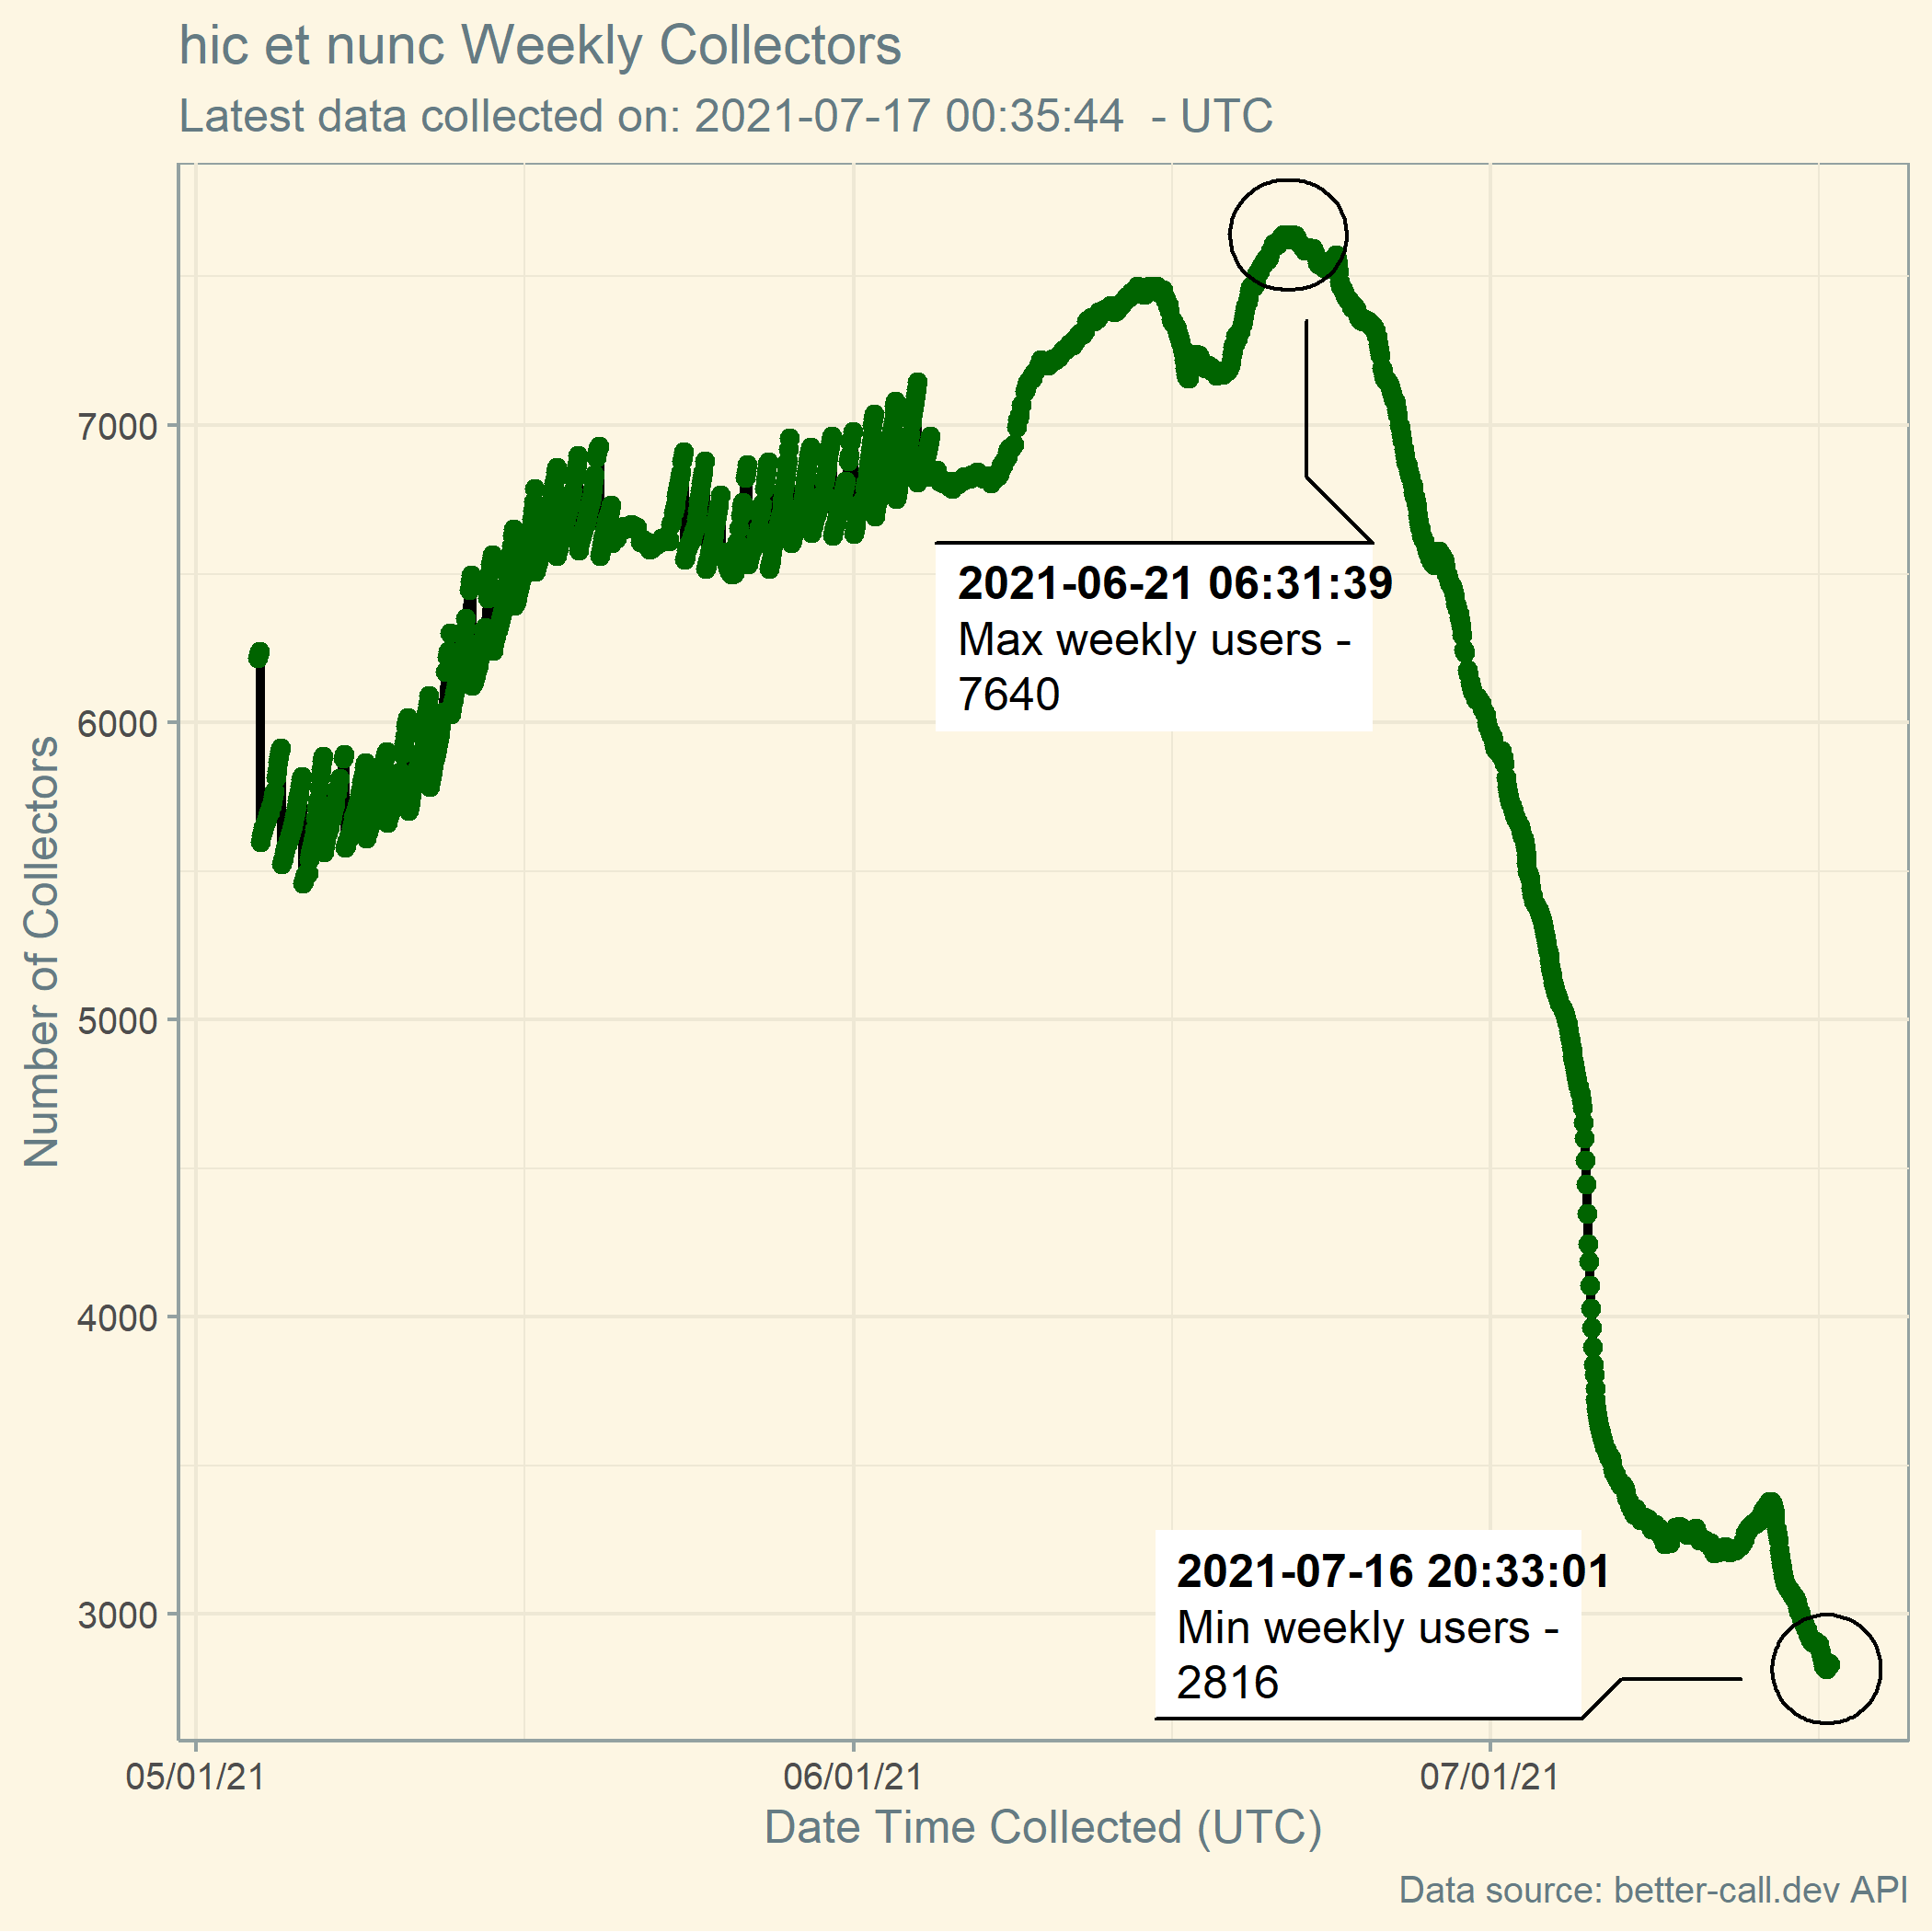 hic et nunc Weekly Collectors
Latest data collected on: 2021-07-17 00:35:44  - UTC
Number of Collectors
7000
6000
5000
4000
3000
2021-06-21 06:31:39
Max weekly users -
7640
2021-07-16 20:33:01
Min weekly users -
2816
05/01/21
06/01/21
07/01/21
Date Time Collected (UTC)
Data source: better-call.dev API